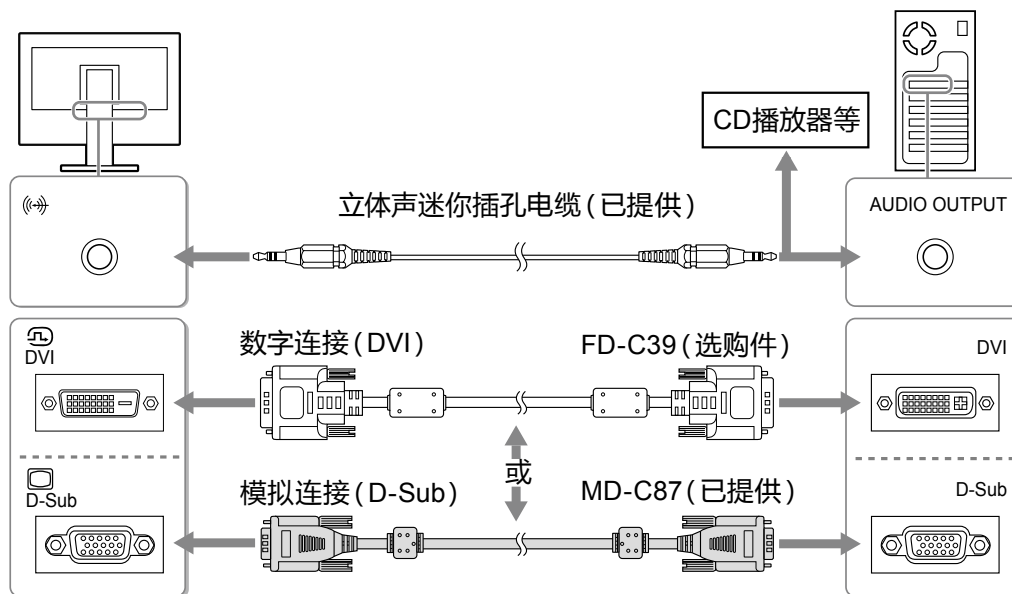 CD播放器等
立体声迷你插孔电缆(已提供)
AUDIO OUTPUT
DVI
数字连接(DVI)
FD-C39(选购件)
DVI
或
D-Sub
模拟连接(D-Sub)
MD-C87(已提供)
D-Sub